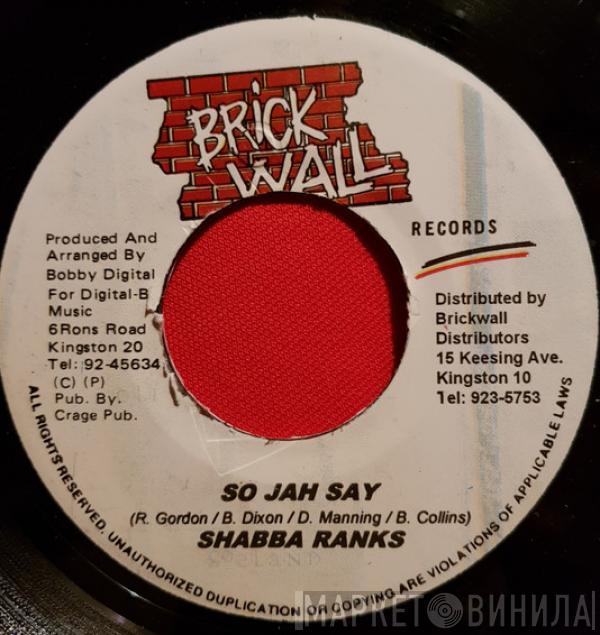 BRICK
WALL
RECORDS
Produced And
Arranged By
Bobby Digital
For Digital-B
Music
6Rons Road
Kingston 20
Tel: 92-45634
(C) (P)
Pub. By.
Crage Pub.
Distributed by
Brickwall
Distributors
15 Keesing Ave.
Kingston 10
Tel: 923-5753
SO JAH SAY
(R. Gordon / B. Dixon / D. Manning / B. Collins)
SHABBA RANKS
ALL RIGHTS RESERVED. UNAUTHORIZED DUPLICATION OR COPYING ARE VIOLATIONS OF APPLICABLE LAWS
МАРКЕТ ВИНИЛА